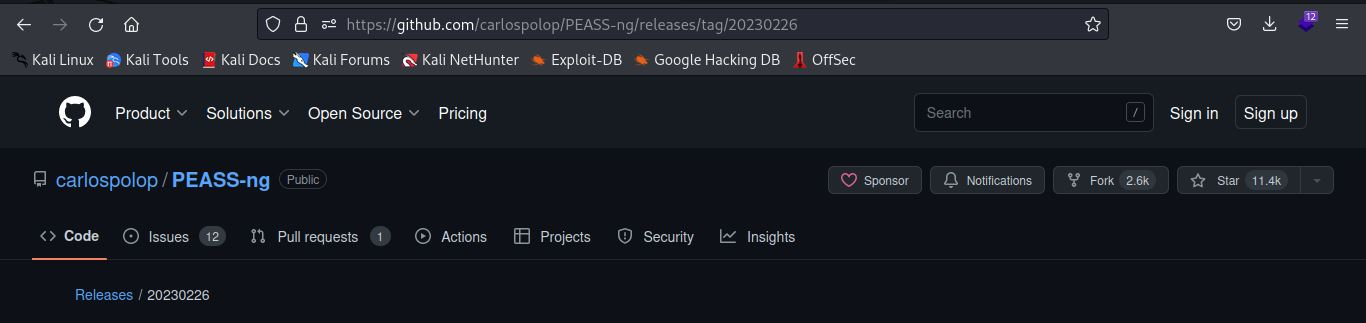 https://github.com/carlospolop/PEASS-ng/releases/tag/20230226 12
Kali Linux Kali Tools Kali Docs Kali Forums Kali NetHunter Exploit-DB Google Hacking DB OffSec
Product Solutions Open Source Pricing Search / Sign in Sign up
carlospolop / PEASS-ng Public Sponsor Notifications Fork 2.6k Star 11.4k
Code Issues 12 Pull requests 1 Actions Projects Security Insights
Releases / 20230226